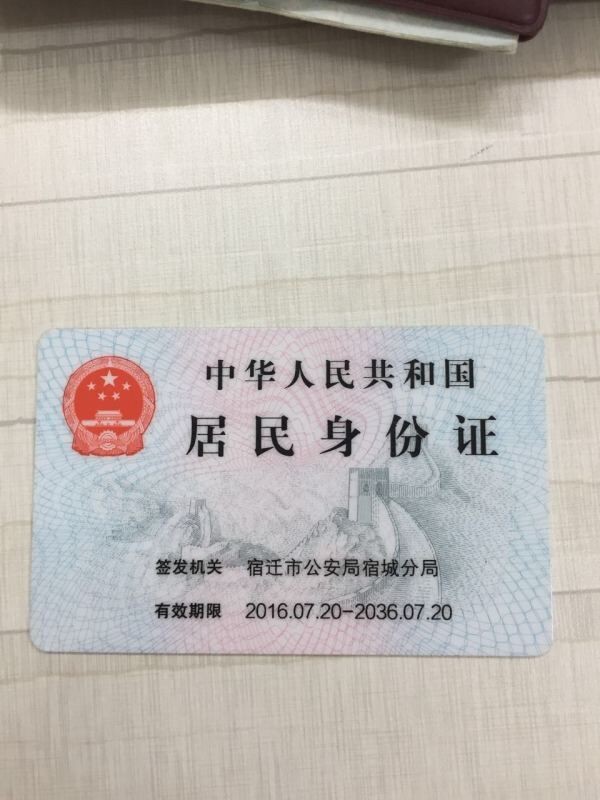 中华人民共和国
居民身份证
签发机关 宿迁市公安局宿城分局
有效期限 2016.07.20-2036.07.20